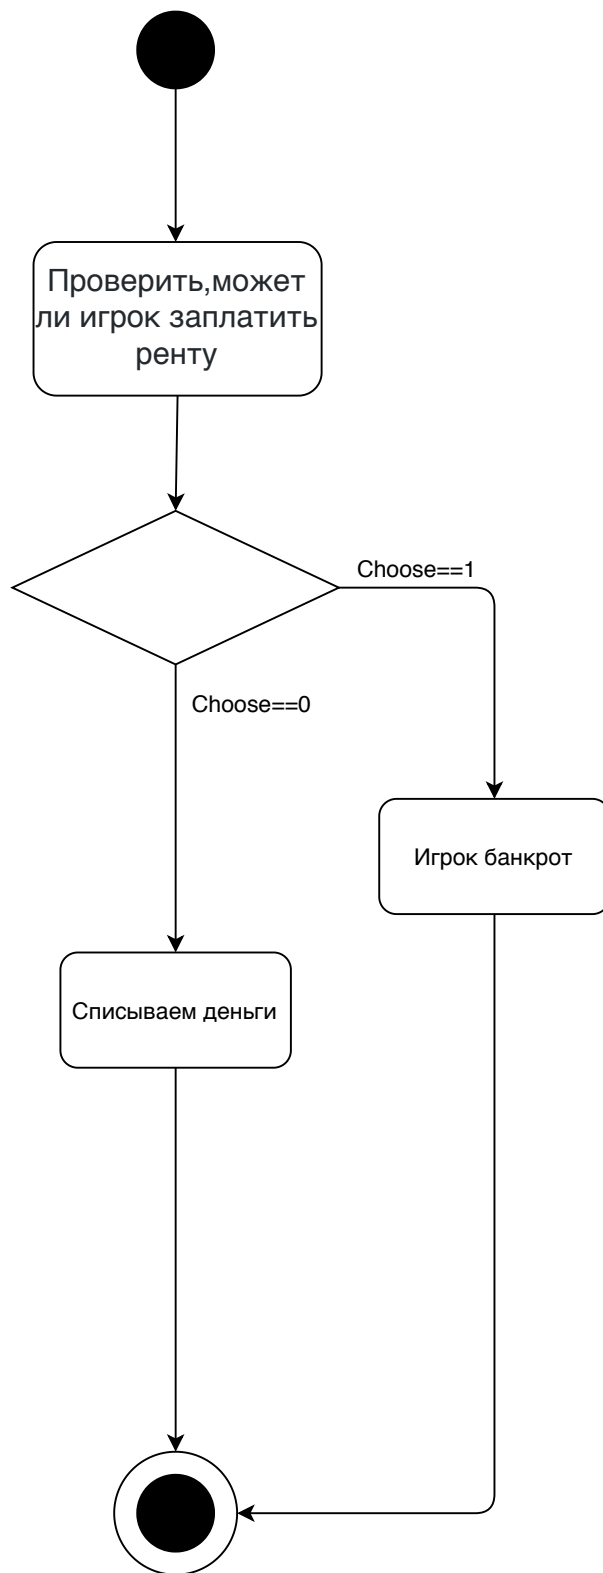 Проверить,может
ли игрок заплатить
ренту
Choose==1
Choose==0
Игрок банкрот
Списываем деньги